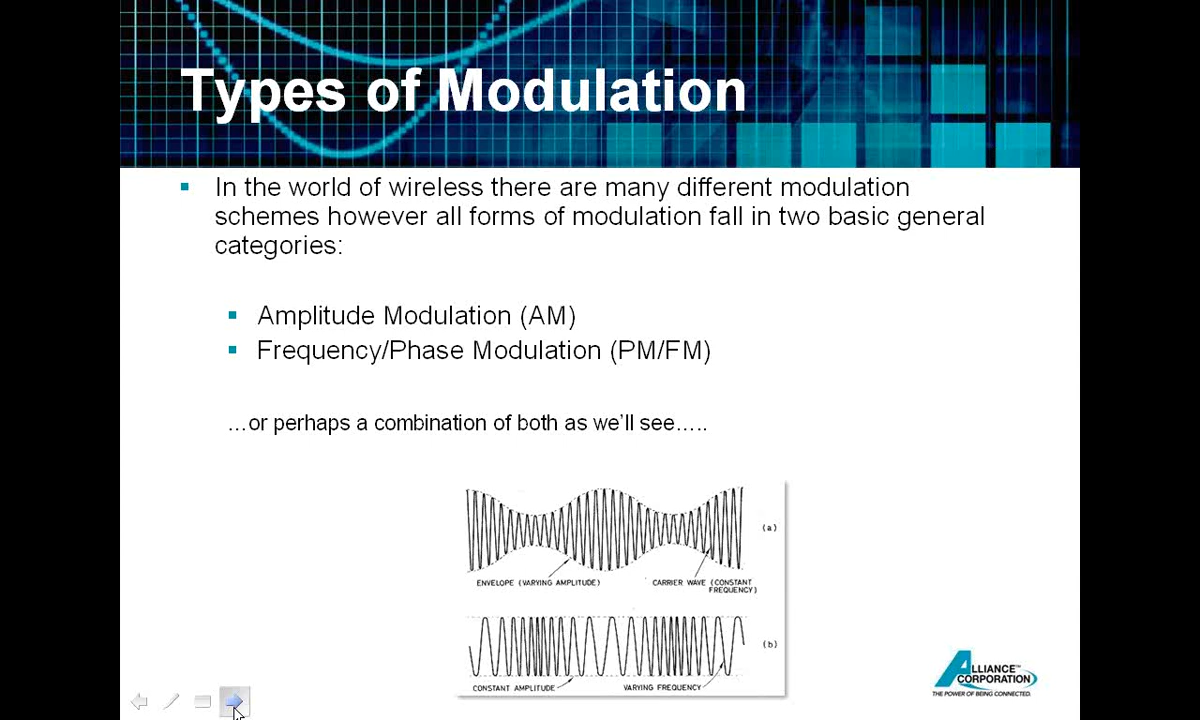 Types of Modulation
In the world of wireless there are many different modulation
schemes however all forms of modulation fall in two basic general
categories:
Amplitude Modulation (AM)
Frequency/Phase Modulation (PM/FM)
…or perhaps a combination of both as we'll see…..
(a)
ENVELOPE (VARYING AMPLITUDE)
CARRIER WAVE (CONSTANT
FREQUENCY)
(b)
CONSTANT AMPLITUDE
VARYING FREQUENCY
ALLIANCE™
CORPORATION
THE POWER OF BEING CONNECTED.